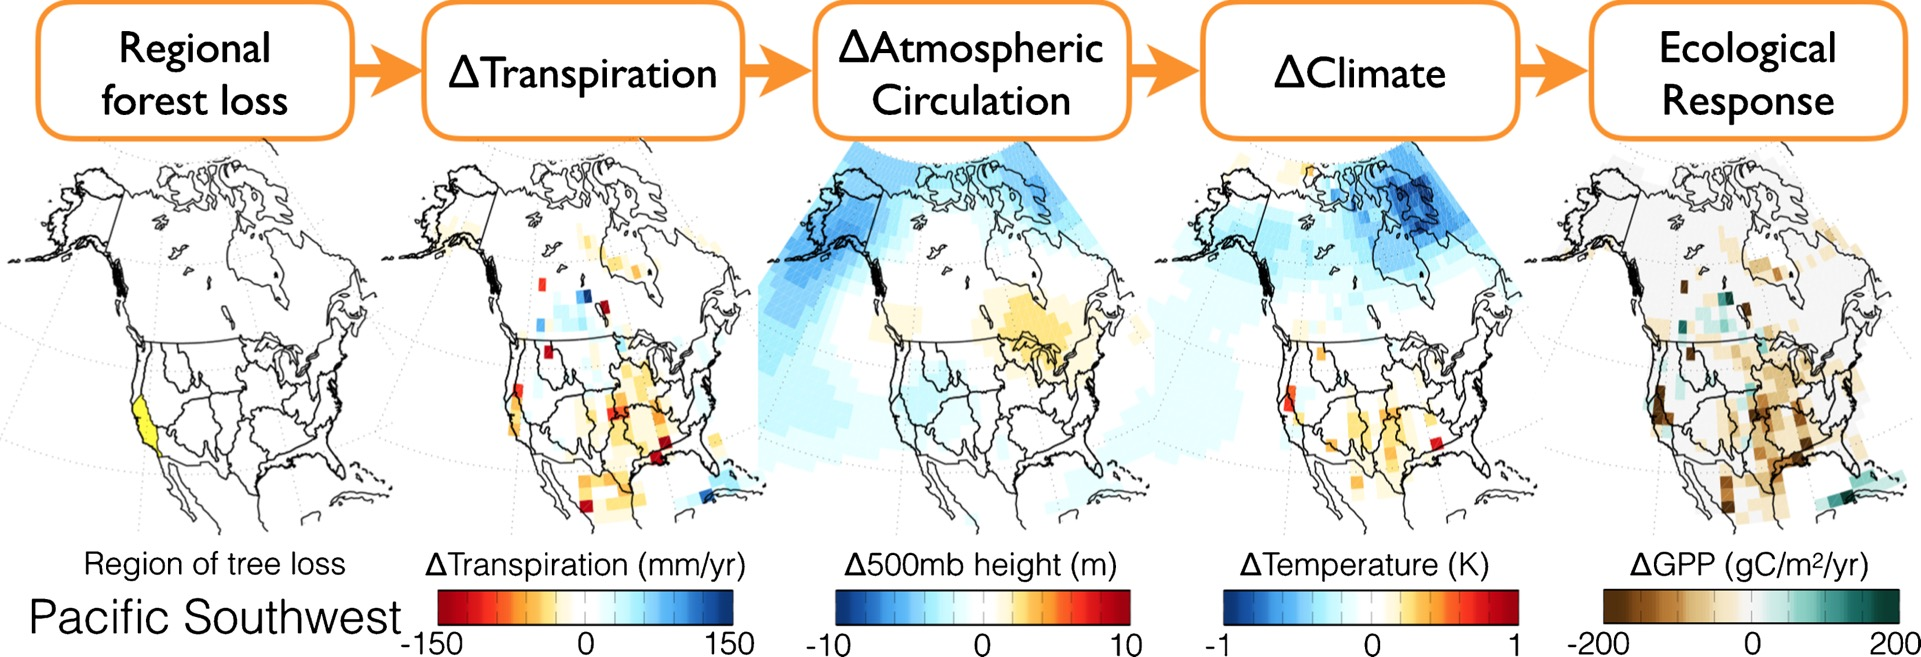 Regional
forest loss
ΔTranspiration
ΔAtmospheric
Circulation
ΔClimate
Ecological
Response
Region of tree loss
Pacific Southwest
ΔTranspiration (mm/yr)
-150 0 150
Δ500mb height (m)
-10 0 10
ΔTemperature (K)
-1 0 1
ΔGPP (gC/m²/yr)
-200 0 200